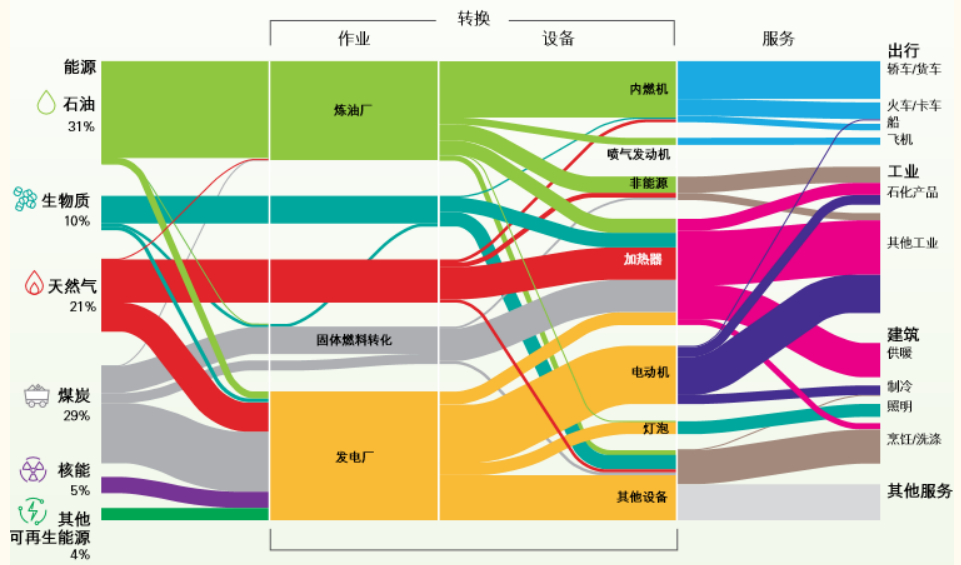 转换
作业
设备
服务
能源
石油
31%
生物质
10%
天然气
21%
煤炭
29%
核能
5%
其他
可再生能源
4%
炼油厂
固体燃料转化
发电厂
内燃机
喷气发动机
非能源
加热器
电动机
灯泡
其他设备
出行
轿车/货车
火车/卡车
船
飞机
工业
石化产品
其他工业
建筑
供暖
制冷
照明
烹饪/洗涤
其他服务